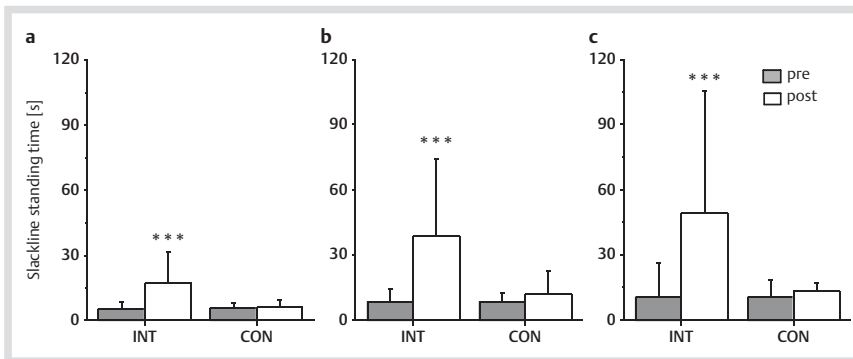 a
b
c
Slackline standing time [s]
120
90
60
30
0
***
INT
CON
120
90
60
30
0
***
INT
CON
120
90
60
30
0
***
INT
CON
pre
post